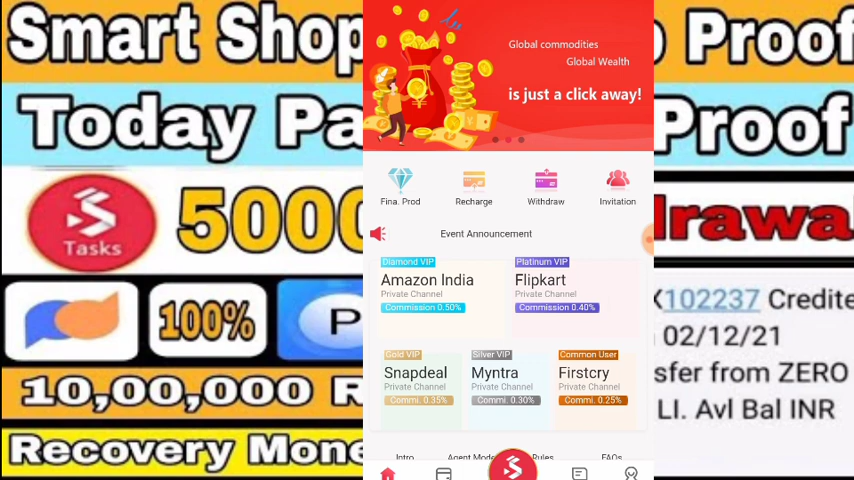 Smart Shop
Today Pa
Tasks
5000
100%
P
10,00,000 R
Recovery Mone
Global commodities
Global Wealth
is just a click away!
Fina. Prod
Recharge
Withdraw
Invitation
Event Announcement
Diamond VIP
Amazon India
Private Channel
Commission 0.50%
Platinum VIP
Flipkart
Private Channel
Commission 0.40%
Gold VIP
Snapdeal
Private Channel
Commi. 0.35%
Silver VIP
Myntra
Private Channel
Commi. 0.30%
Common User
Firstcry
Private Channel
Commi. 0.25%
Intro
Agent Mode
Rules
FAQs
Proof
Proof
drawal
X102237 Credite
02/12/21
sfer from ZERO
LI. Avl Bal INR